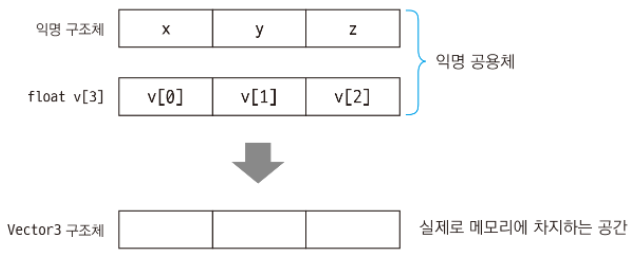 익명 구조체 x y z
익명 공용체
float v[3] v[0] v[1] v[2]
Vector3 구조체 실제로 메모리에 차지하는 공간